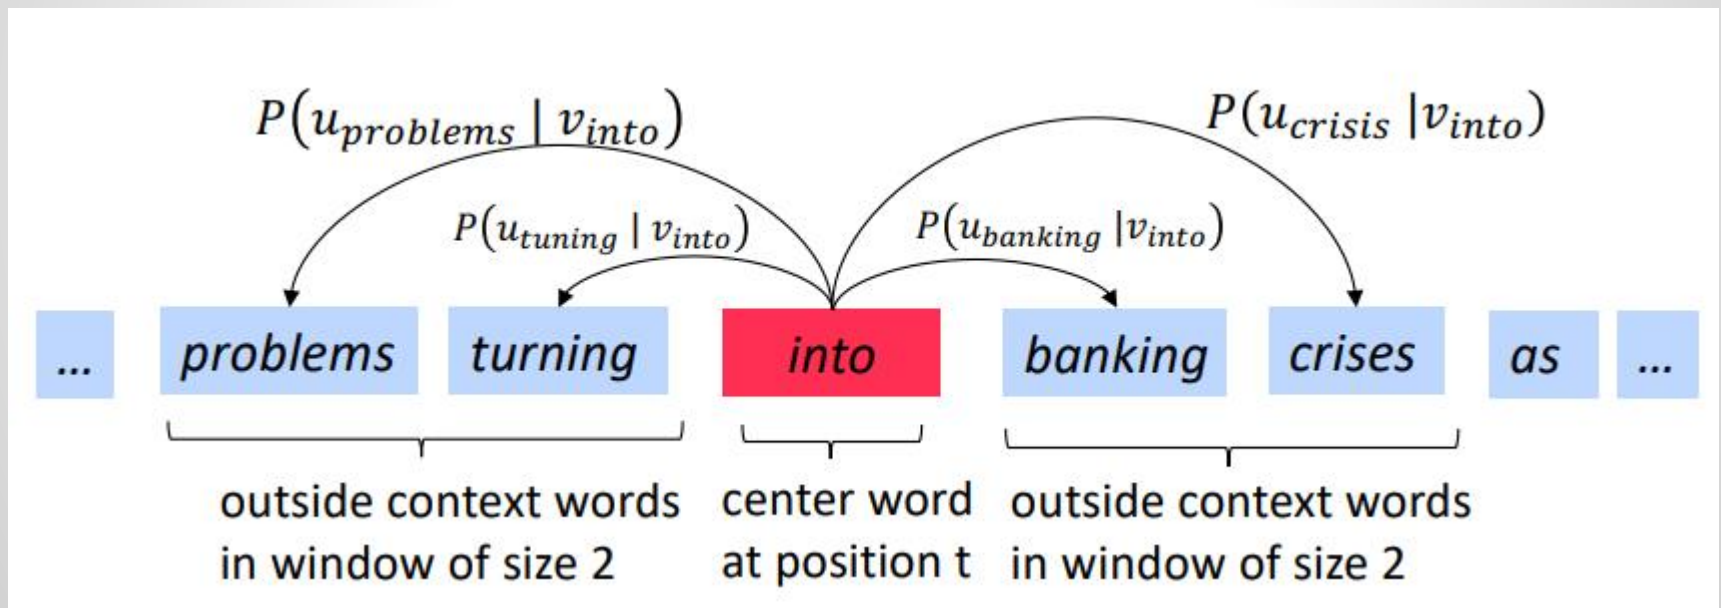 P(u_problems | v_into)
P(u_crisis |v_into)
P(u_tuning | v_into)
P(u_banking |v_into)
... problems turning into banking crises as ...
outside context words center word outside context words
in window of size 2 at position t in window of size 2